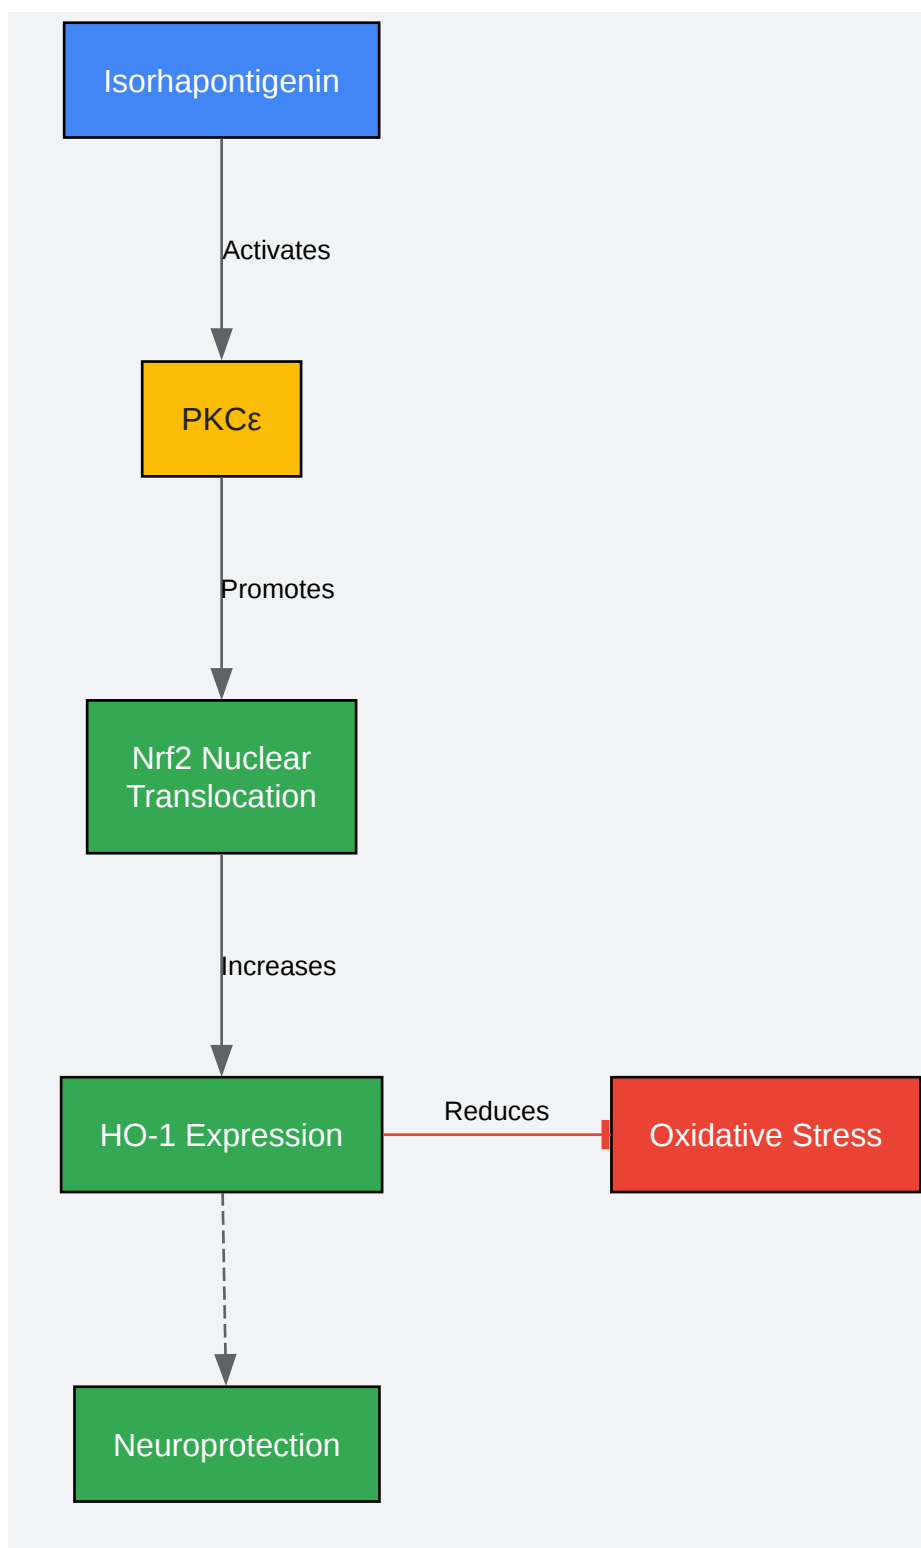 Isorhapontigenin
Activates
PKCε
Promotes
Nrf2 Nuclear
Translocation
Increases
HO-1 Expression
Reduces
Oxidative Stress
Neuroprotection